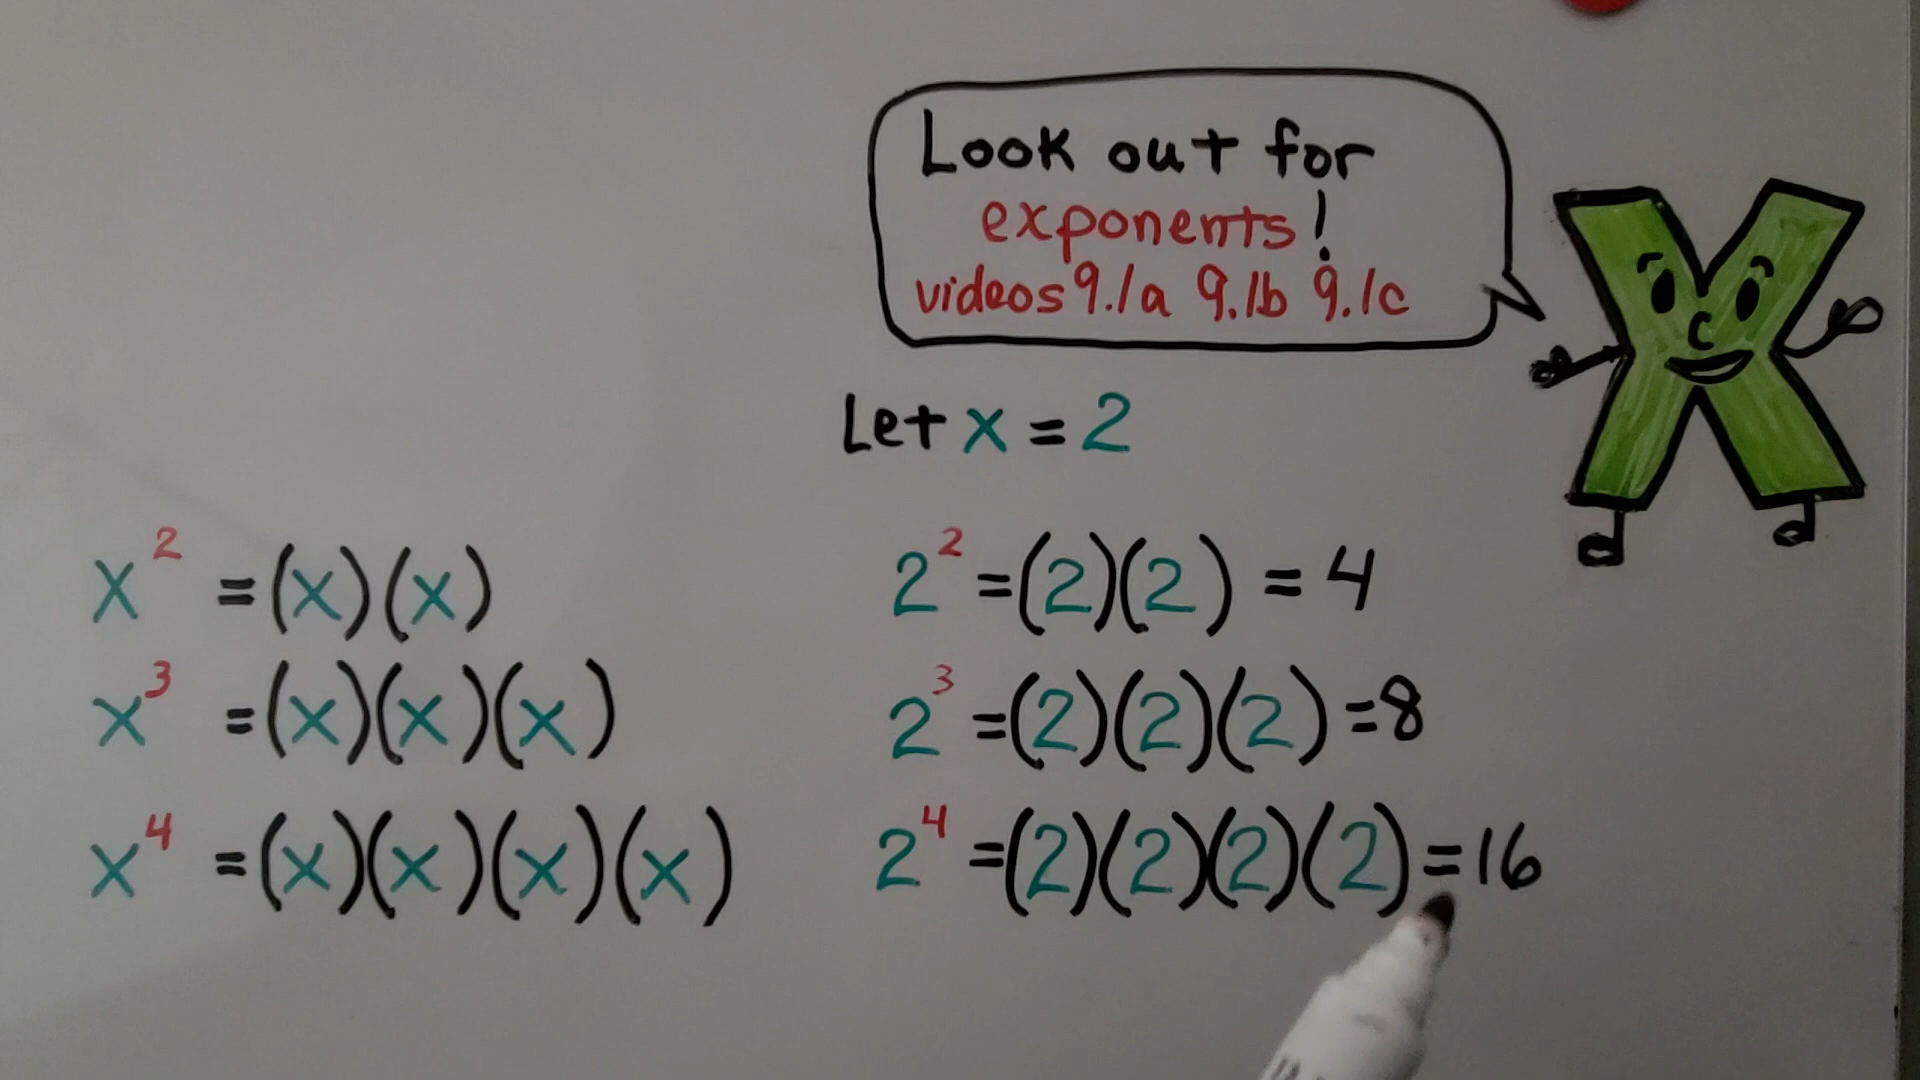 Look out for
exponents!
videos 9.1a 9.1b 9.1c
Let x = 2
x² = (x)(x)
2² = (2)(2) = 4
x³ = (x)(x)(x)
2³ = (2)(2)(2) = 8
x⁴ = (x)(x)(x)(x)
2⁴ = (2)(2)(2)(2) = 16